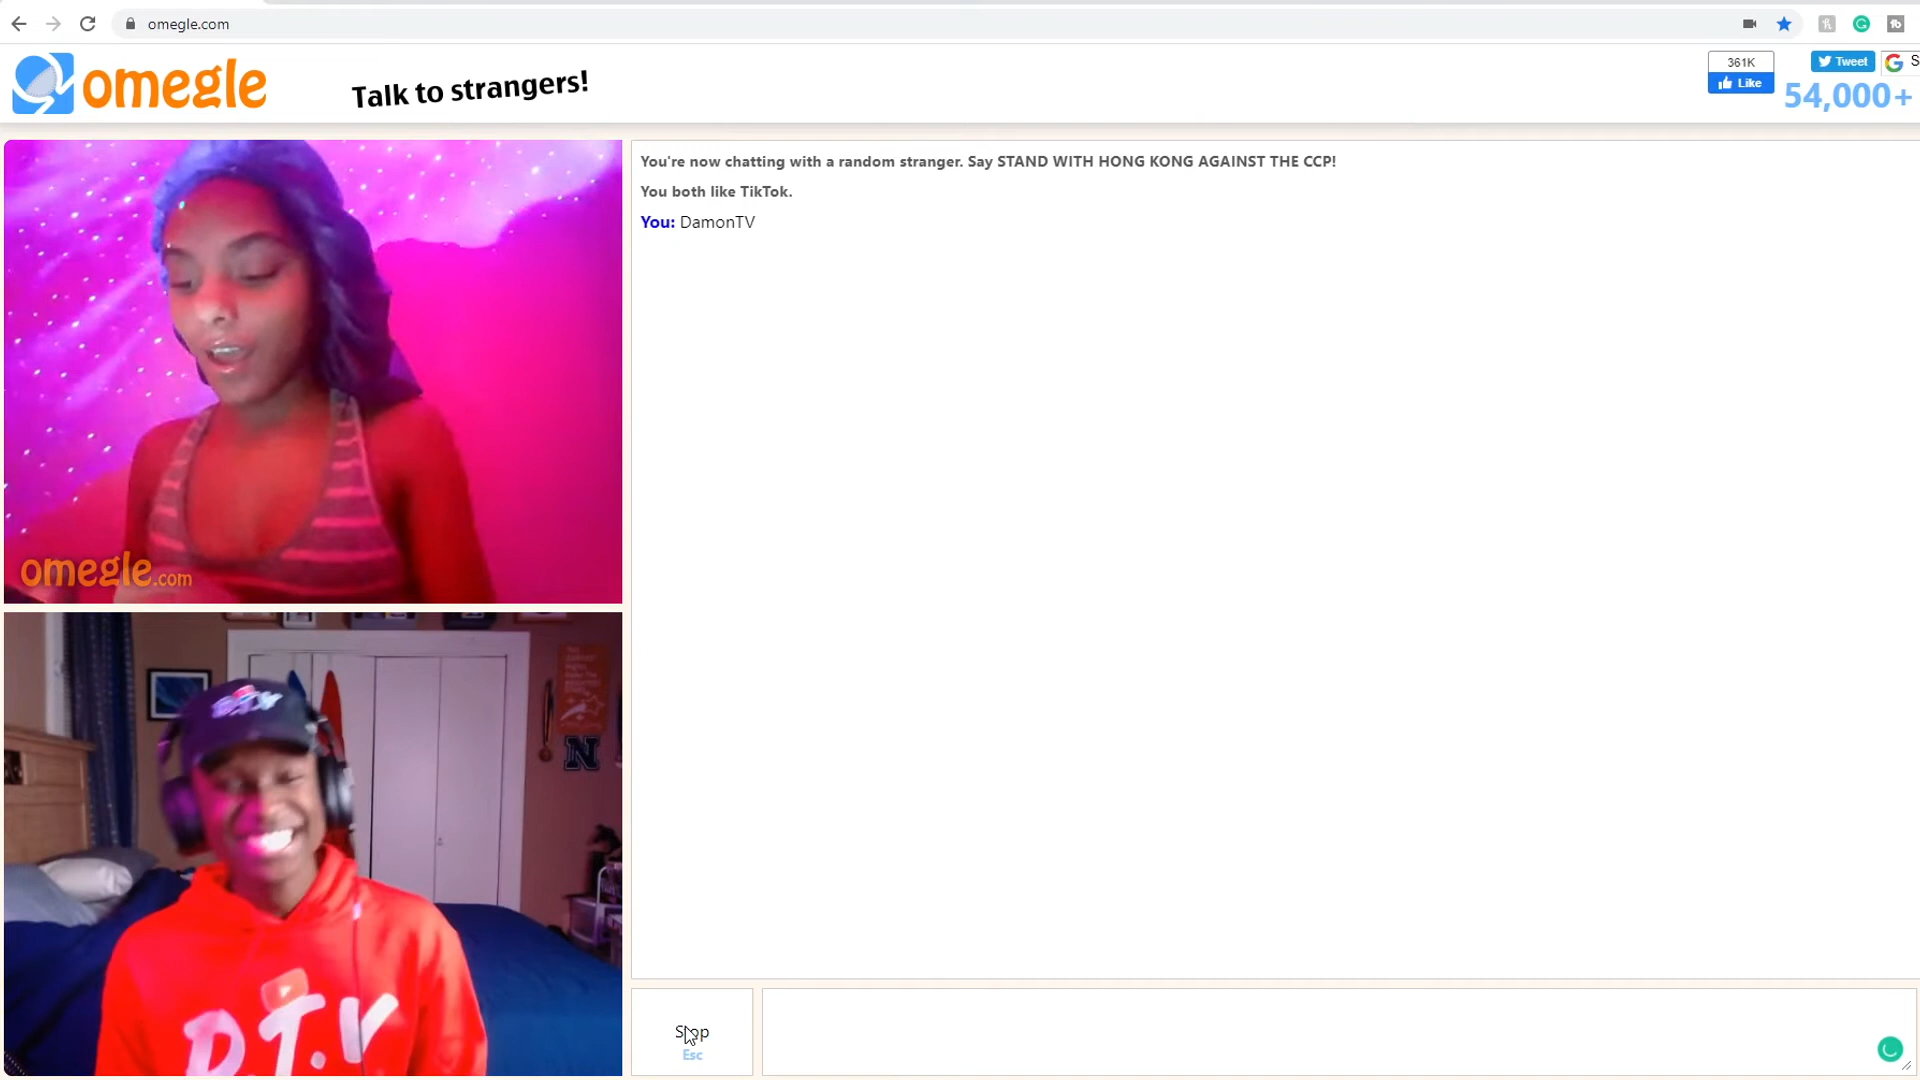 omegle.com
omegle
Talk to strangers!
361K
Like
Tweet
S
54,000+
You're now chatting with a random stranger. Say STAND WITH HONG KONG AGAINST THE CCP!
You both like TikTok.
You: DamonTV
omegle.com
D.T.V
N
D.T.V
Stop
Esc